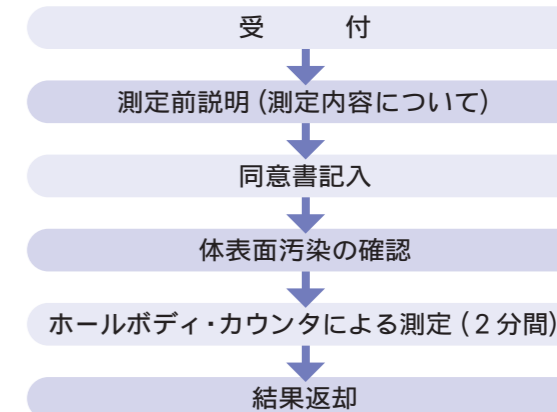 受　　　付
測定前説明（測定内容について）
同意書記入
体表面汚染の確認
ホールボディ・カウンタによる測定（２分間）
結果返却